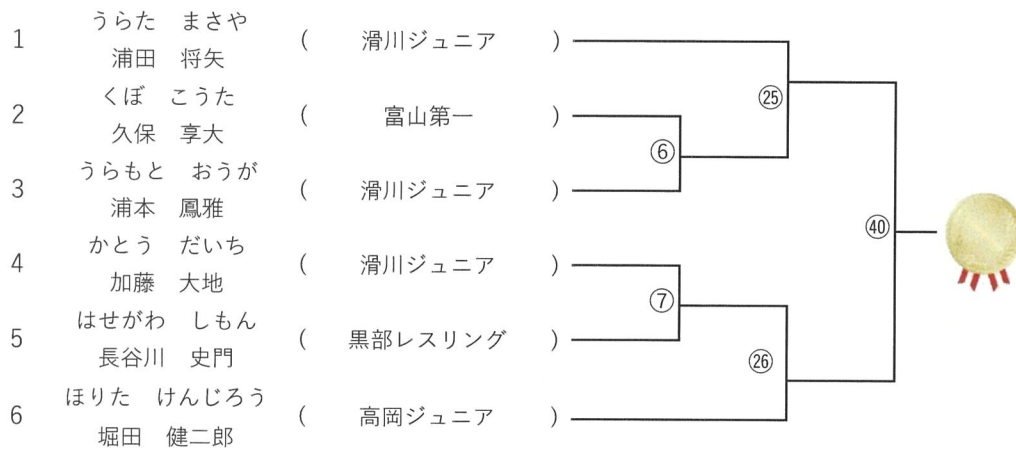 うらた　まさや
1　浦田　将矢　(　滑川ジュニア　)
くぼ　こうた
2　久保　享大　(　富山第一　)
うらもと　おうが
3　浦本　鳳雅　(　滑川ジュニア　)
かとう　だいち
4　加藤　大地　(　滑川ジュニア　)
はせがわ　しもん
5　長谷川　史門　(　黒部レスリング　)
ほりた　けんじろう
6　堀田　健二郎　(　高岡ジュニア　)
㉕
⑥
㊵
⑦
㉖